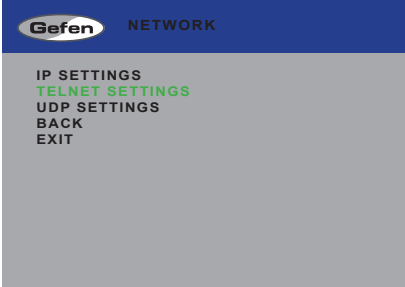 Gefen NETWORK
IP SETTINGS
TELNET SETTINGS
UDP SETTINGS
BACK
EXIT